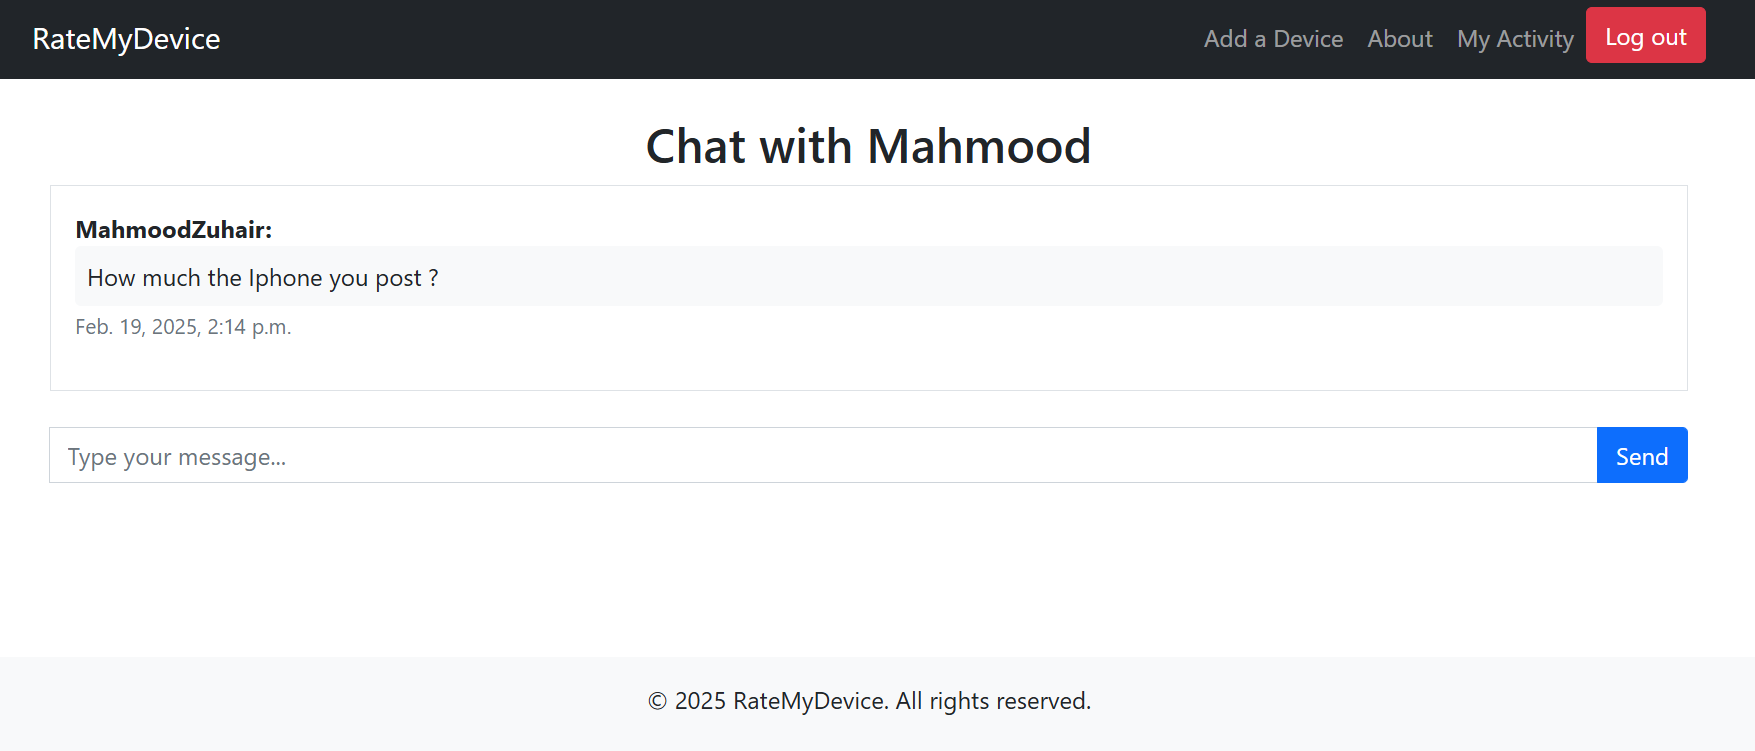 RateMyDevice
Add a Device About My Activity Log out
Chat with Mahmood
MahmoodZuhair:
How much the Iphone you post ?
Feb. 19, 2025, 2:14 p.m.
Type your message...
Send
© 2025 RateMyDevice. All rights reserved.